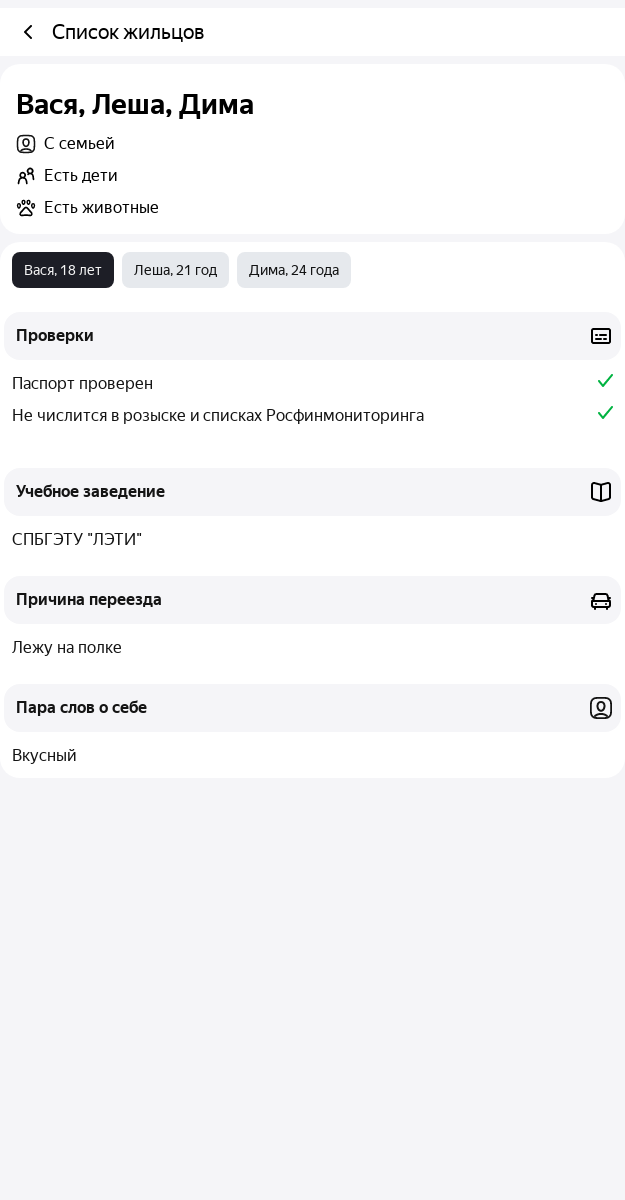 Список жильцов
Вася, Леша, Дима
С семьей
Есть дети
Есть животные
Вася, 18 лет
Леша, 21 год
Дима, 24 года
Проверки
Паспорт проверен
Не числится в розыске и списках Росфинмониторинга
Учебное заведение
СПБГЭТУ "ЛЭТИ"
Причина переезда
Лежу на полке
Пара слов о себе
Вкусный